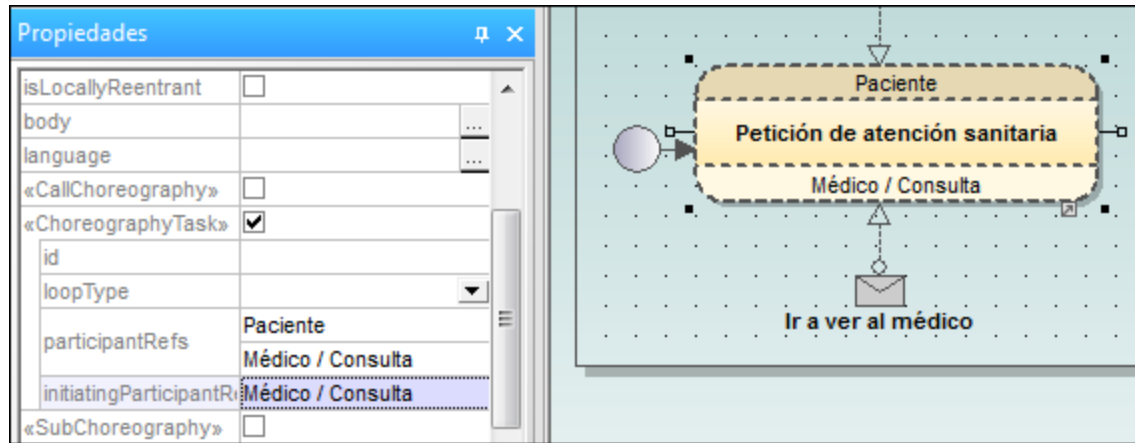 Propiedades
isLocallyReentrant
body
...
language
...
«CallChoreography»
«ChoreographyTask»
id
loopType
participantRefs
Paciente
Médico / Consulta
initiatingParticipantR
Médico / Consulta
«SubChoreography»
Paciente
Petición de atención sanitaria
Médico / Consulta
Ir a ver al médico